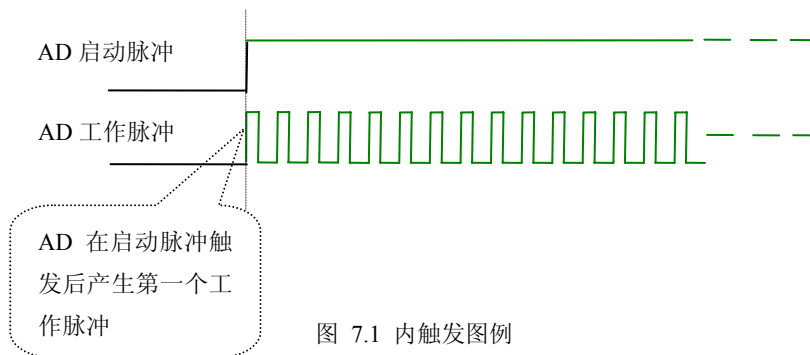 AD 启动脉冲
AD 工作脉冲
AD 在启动脉冲触
发后产生第一个工
作脉冲
图 7.1 内触发图例